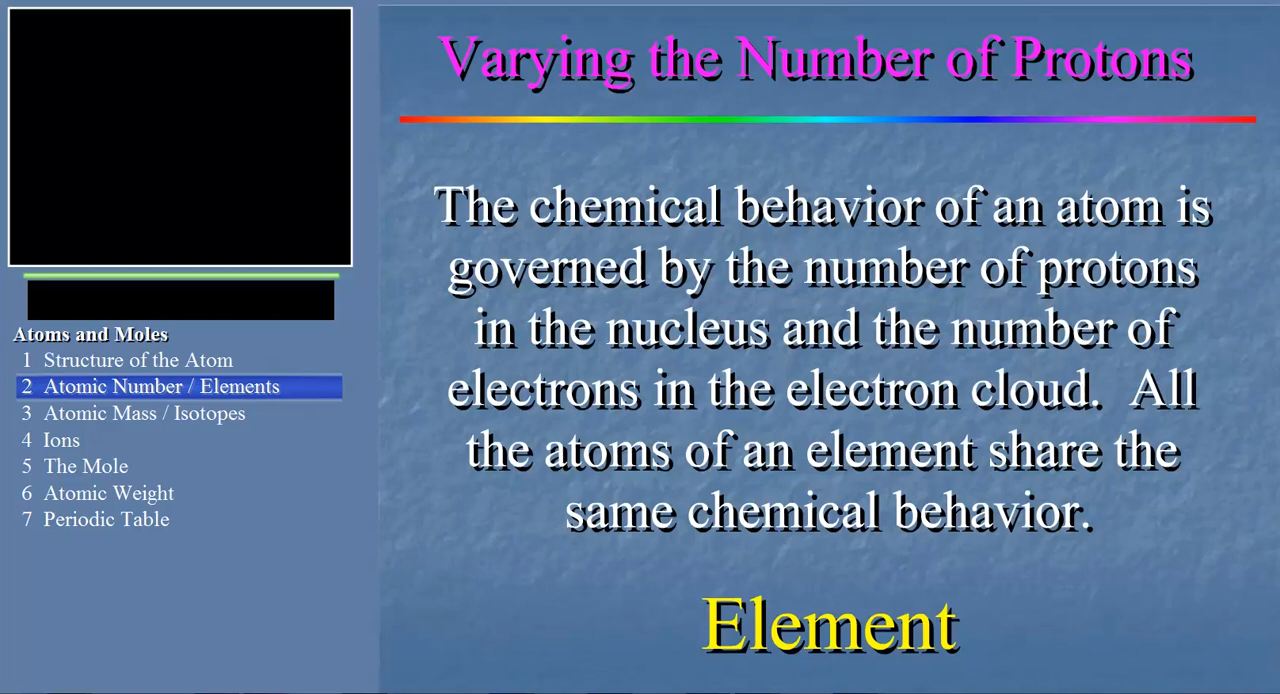 Atoms and Moles
1 Structure of the Atom
2 Atomic Number / Elements
3 Atomic Mass / Isotopes
4 Ions
5 The Mole
6 Atomic Weight
7 Periodic Table
Varying the Number of Protons
The chemical behavior of an atom is
governed by the number of protons
in the nucleus and the number of
electrons in the electron cloud. All
the atoms of an element share the
same chemical behavior.
Element